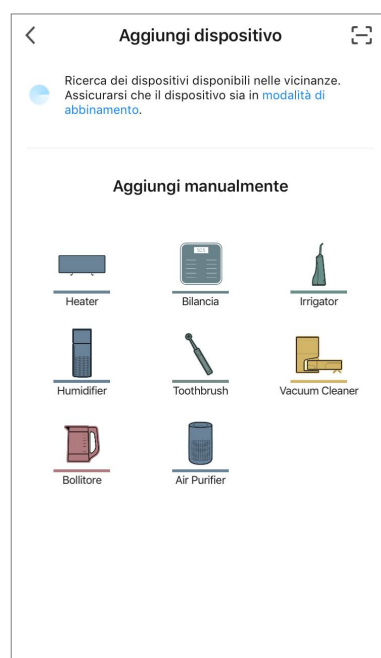 Aggiungi dispositivo
Ricerca dei dispositivi disponibili nelle vicinanze.
Assicurarsi che il dispositivo sia in modalità di
abbinamento.
Aggiungi manualmente
Heater
Bilancia
Irrigator
Humidifier
Toothbrush
Vacuum Cleaner
Bollitore
Air Purifier